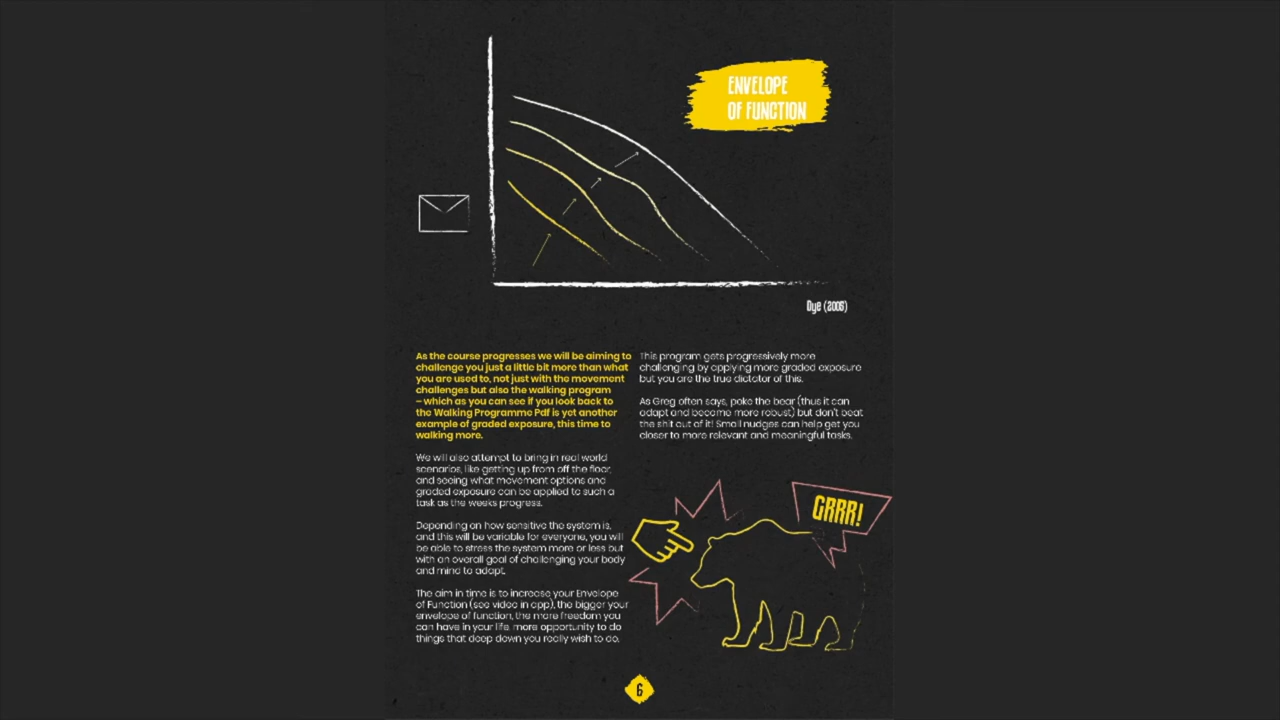 ENVELOPE
OF FUNCTION
Dye (2005)
As the course progresses we will be aiming to
challenge you just a little bit more than what
you are used to, not just with the movement
challenges but also the walking program
– which as you can see if you look back to
the Walking Programme Pdf is yet another
example of graded exposure, this time to
walking more.
We will also attempt to bring in real world
scenarios, like getting up from off the floor,
and seeing what movement options and
graded exposure can be applied to such a
task as the weeks progress.
Depending on how sensitive the system is,
and this will be variable for everyone, you will
be able to stress the system more or less but
with an overall goal of challenging your body
and mind to adapt.
The aim in time is to increase your Envelope
of Function (see video in app), the bigger your
envelope of function, the more freedom you
can have in your life, more opportunity to do
things that deep down you really wish to do.
This program gets progressively more
challenging by applying more graded exposure
but you are the true dictator of this.
As Greg often says, poke the bear (thus it can
adapt and become more robust) but don't beat
the shit out of it! Small nudges can help get you
closer to more relevant and meaningful tasks.
GRRR!
6